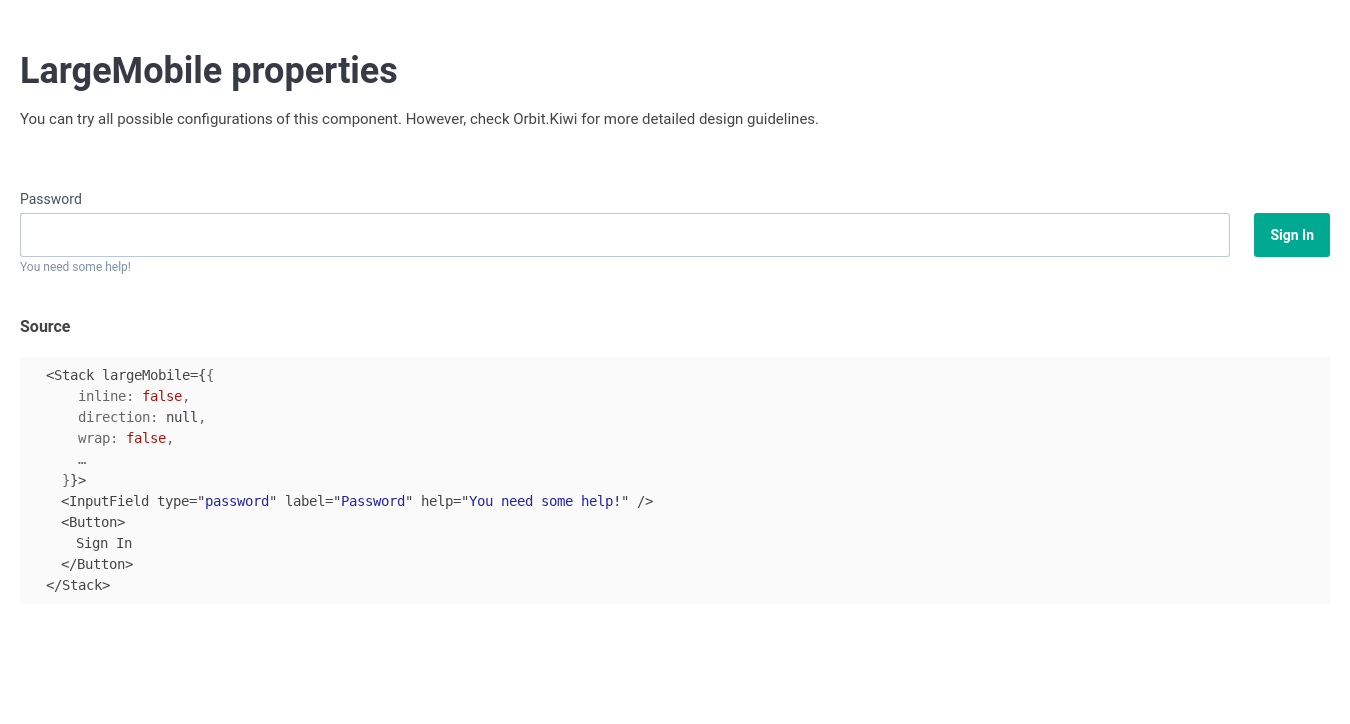 LargeMobile properties
You can try all possible configurations of this component. However, check Orbit.Kiwi for more detailed design guidelines.
Password
Sign In
You need some help!
Source
<Stack largeMobile={{
inline: false,
direction: null,
wrap: false,
…
}}>
<InputField type="password" label="Password" help="You need some help!" />
<Button>
Sign In
</Button>
</Stack>